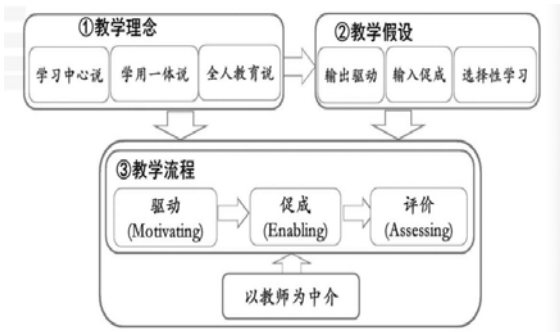 ①教学理念
学习中心说 学用一体说 全人教育说
②教学假设
输出驱动 输入促成 选择性学习
③教学流程
驱动 促成 评价
(Motivating) (Enabling) (Assessing)
以教师为中介